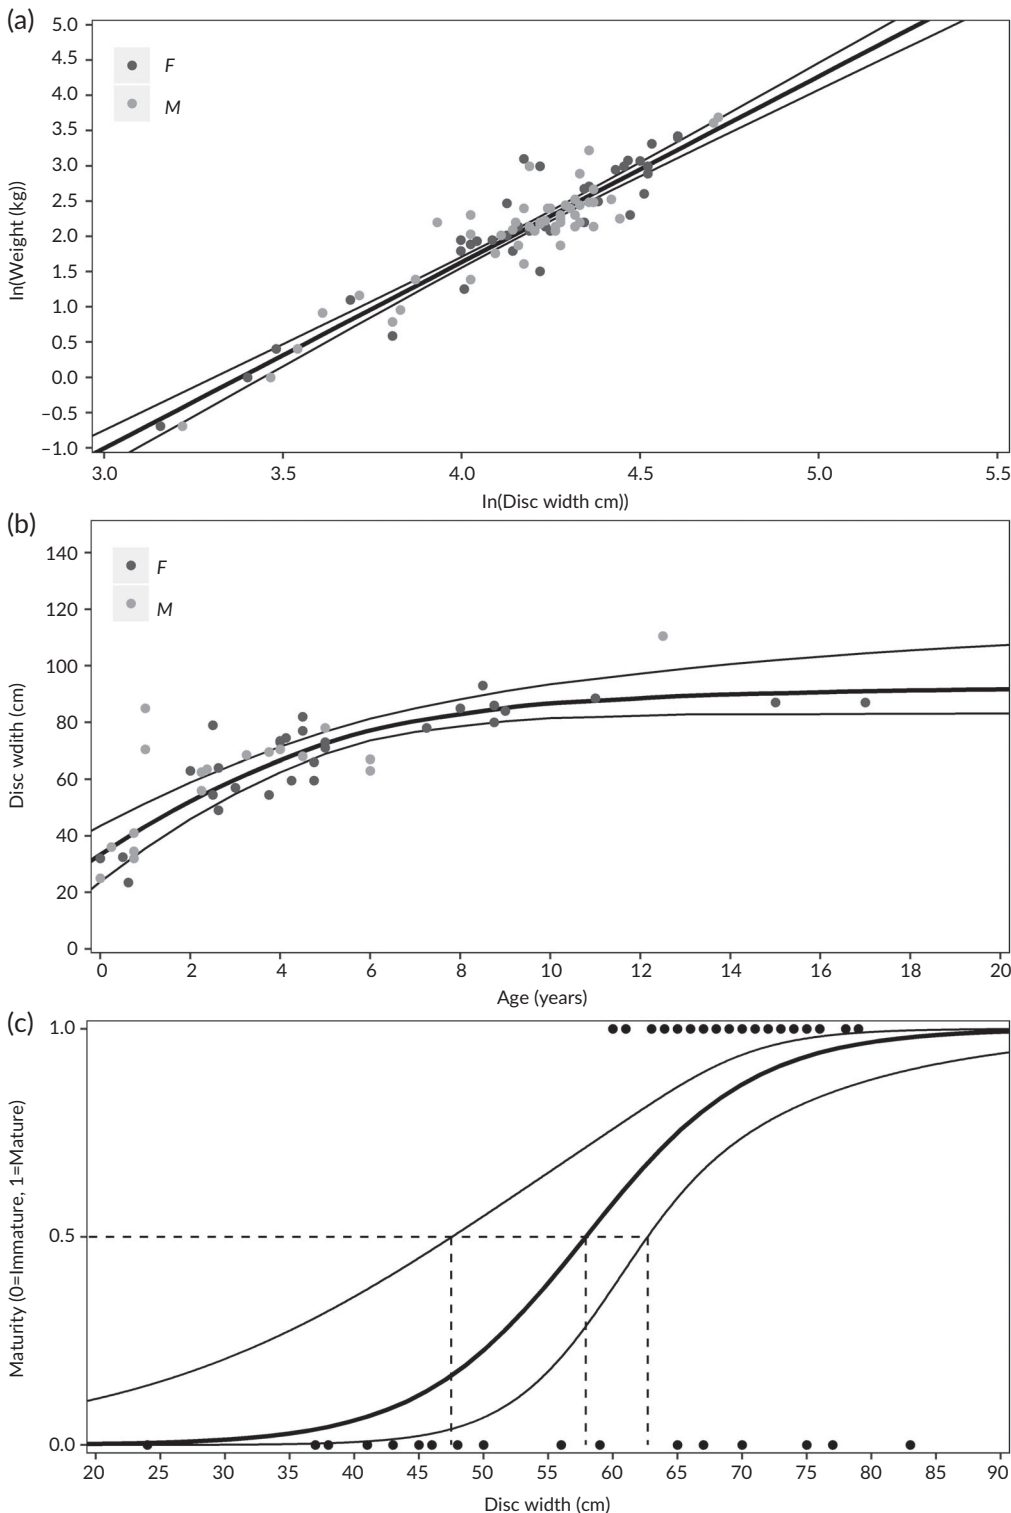 (a)
5.0
4.5
4.0
3.5
3.0
2.5
2.0
1.5
1.0
0.5
0.0
–0.5
–1.0
ln(Weight (kg))
F
M
3.0 3.5 4.0 4.5 5.0 5.5
ln(Disc width cm))
(b)
140
120
100
80
60
40
20
0
Disc wdith (cm)
F
M
0 2 4 6 8 10 12 14 16 18 20
Age (years)
(c)
1.0
0.5
0.0
Maturity (0=Immature, 1=Mature)
20 25 30 35 40 45 50 55 60 65 70 75 80 85 90
Disc width (cm)